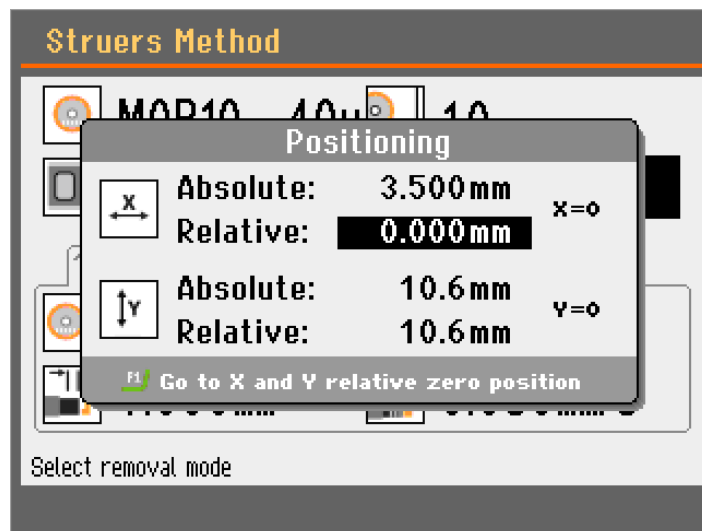 Struers Method
Positioning
X
Absolute: 3.500mm
Relative: 0.000mm
X=0
Y
Absolute: 10.6mm
Relative: 10.6mm
Y=0
F1 Go to X and Y relative zero position
Select removal mode